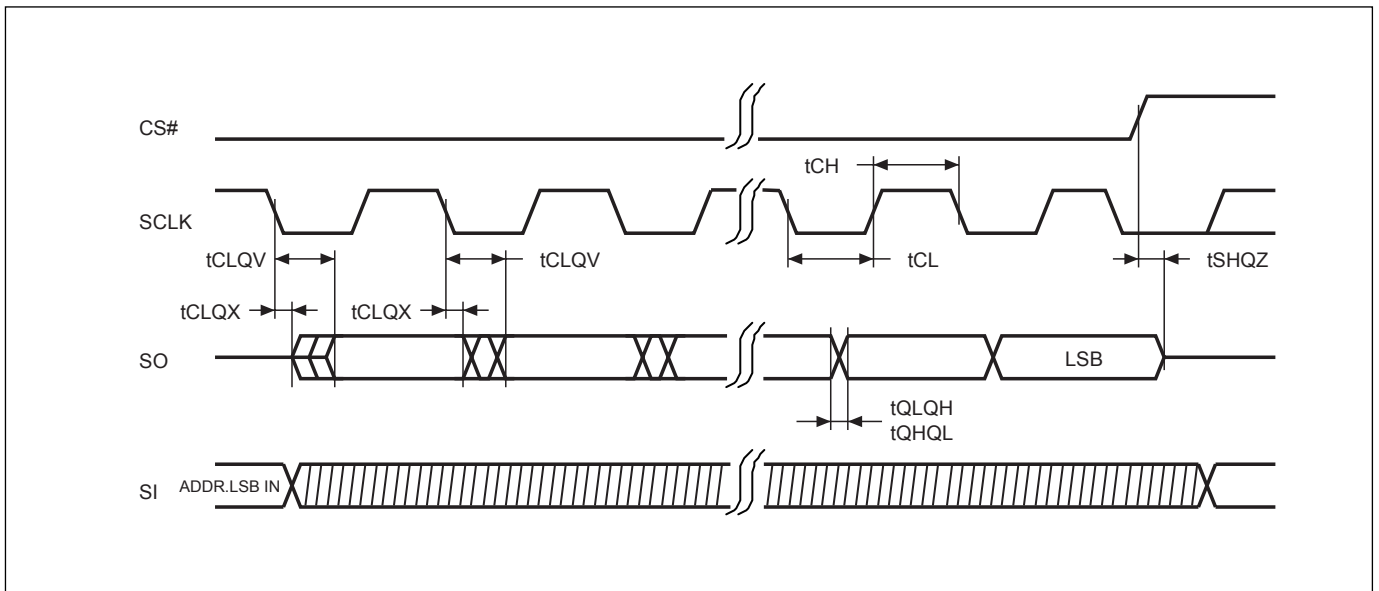 CS#
tCH
SCLK
tCLQV
tCLQV
tCL
tSHQZ
tCLQX
tCLQX
SO
LSB
tQLQH
tQHQL
SI
ADDR.LSB IN